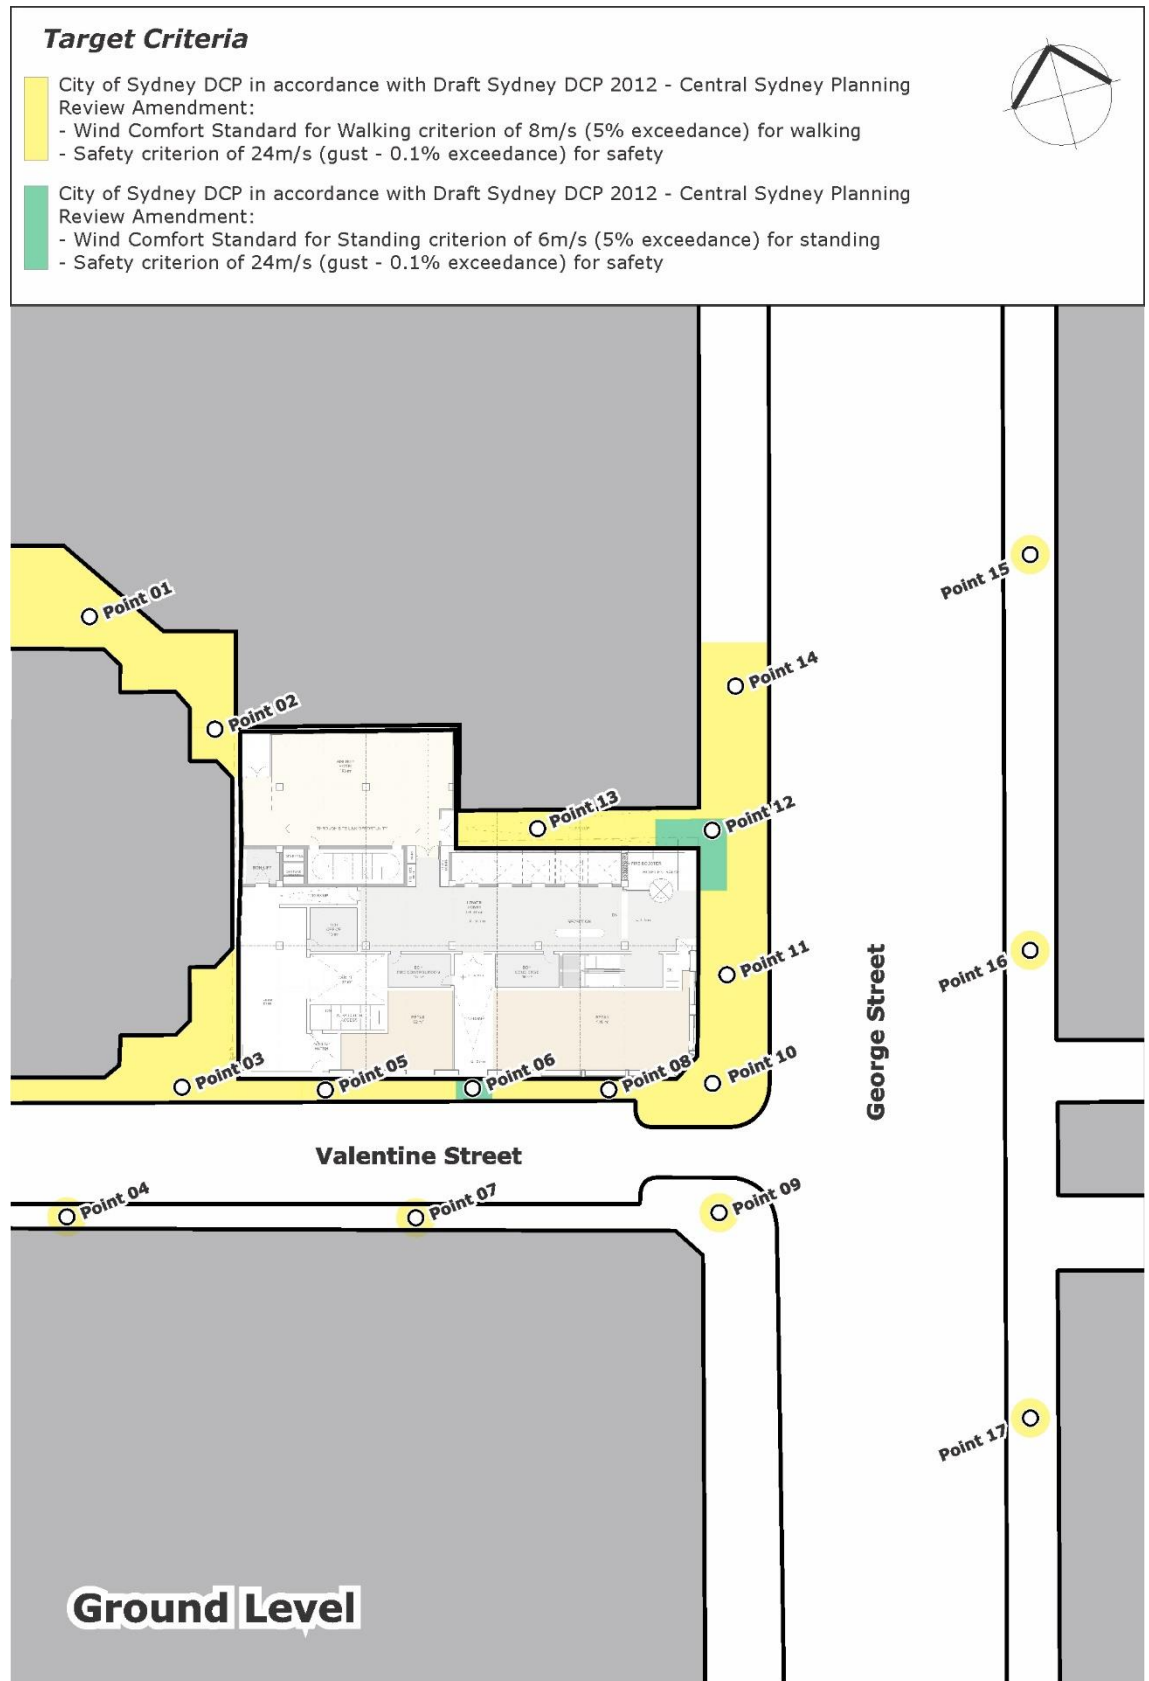 Target Criteria
City of Sydney DCP in accordance with Draft Sydney DCP 2012 - Central Sydney Planning
Review Amendment:
- Wind Comfort Standard for Walking criterion of 8m/s (5% exceedance) for walking
- Safety criterion of 24m/s (gust - 0.1% exceedance) for safety
City of Sydney DCP in accordance with Draft Sydney DCP 2012 - Central Sydney Planning
Review Amendment:
- Wind Comfort Standard for Standing criterion of 6m/s (5% exceedance) for standing
- Safety criterion of 24m/s (gust - 0.1% exceedance) for safety
Point 15
Point 01
Point 14
Point 02
Point 13
Point 12
Point 16
Point 11
George Street
Point 03
Point 05
Point 06
Point 08
Point 10
Valentine Street
Point 04
Point 07
Point 09
Point 17
Ground Level